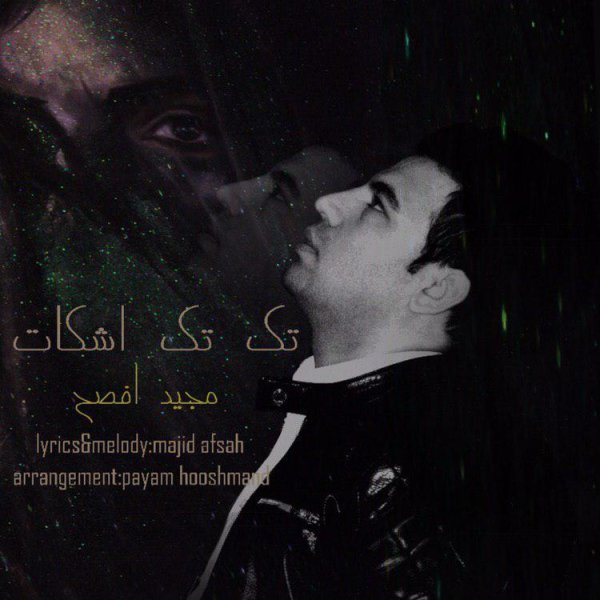 تک تک اشکات
مجید افصح
lyrics&melody:majid afsah
arrangement:payam hooshmand